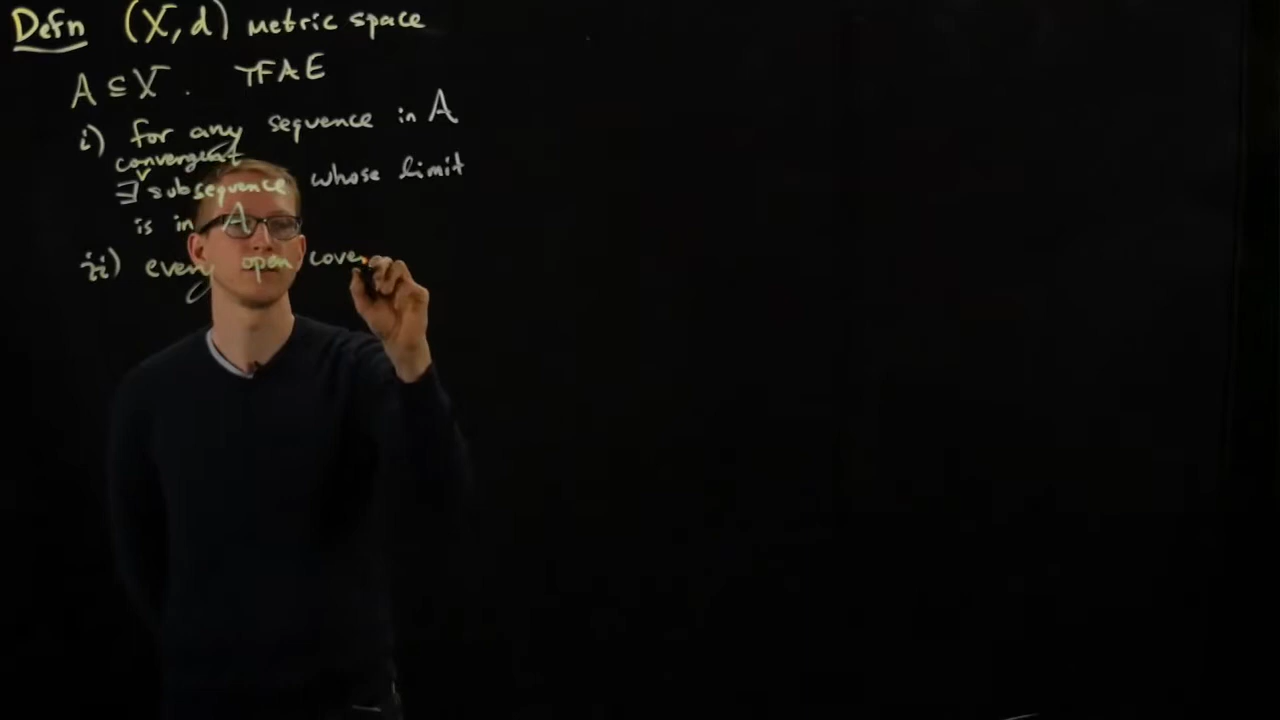 Defn (X, d) metric space
A ⊆ X. TFAE
i) for any sequence in A
convergent
∃ ∨ subsequence whose limit
is in A
ii) every open cover